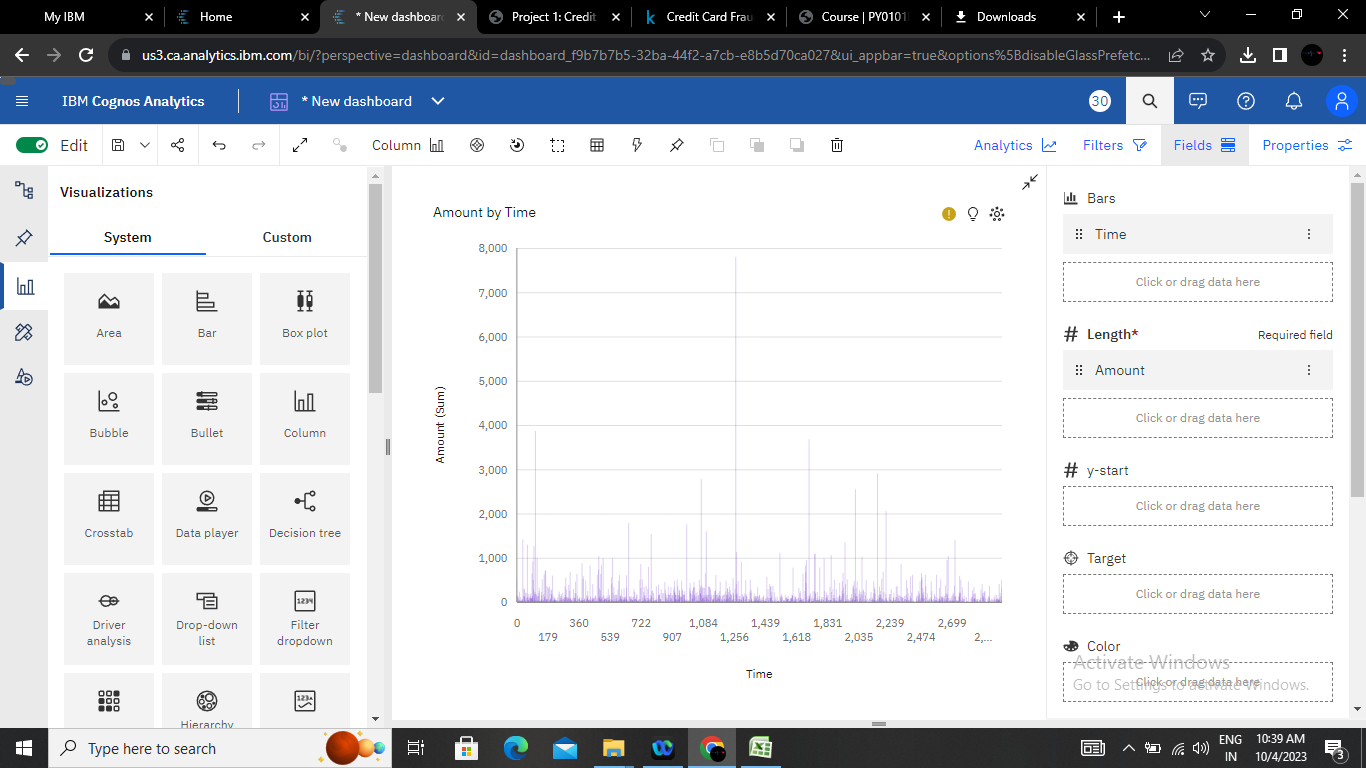 My IBM
Home
* New dashboar
Project 1: Credit
Credit Card Frau
Course | PY0101
Downloads
us3.ca.analytics.ibm.com/bi/?perspective=dashboard&id=dashboard_f9b7b7b5-32ba-44f2-a7cb-e8b5d70ca027&ui_appbar=true&options%5BdisableGlassPrefetc...
IBM Cognos Analytics
* New dashboard
30
Edit
Column
Analytics
Filters
Fields
Properties
Visualizations
System
Custom
Area
Bar
Box plot
Bubble
Bullet
Column
Crosstab
Data player
Decision tree
Driver analysis
Drop-down list
Filter dropdown
Hierarchy
Amount by Time
Amount (Sum)
8,000
7,000
6,000
5,000
4,000
3,000
2,000
1,000
0
0 360 722 1,084 1,439 1,831 2,239 2,699
179 539 907 1,256 1,618 2,035 2,474 2,...
Time
Bars
Time
Click or drag data here
Length*
Required field
Amount
Click or drag data here
y-start
Click or drag data here
Target
Click or drag data here
Color
Click or drag data here
Activate Windows
Go to Settings to activate Windows.
Type here to search
ENG
IN
10:39 AM
10/4/2023
3